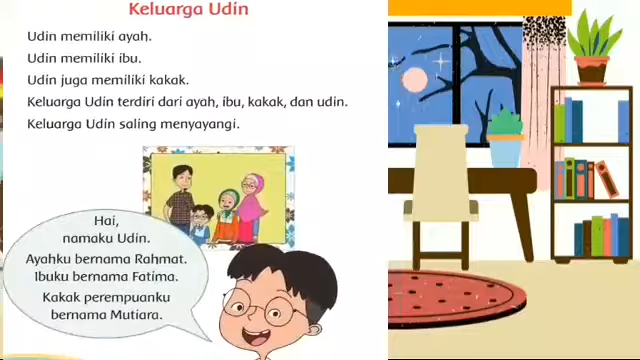 Keluarga Udin
Udin memiliki ayah.
Udin memiliki ibu.
Udin juga memiliki kakak.
Keluarga Udin terdiri dari ayah, ibu, kakak, dan udin.
Keluarga Udin saling menyayangi.
Hai,
namaku Udin.
Ayahku bernama Rahmat.
Ibuku bernama Fatima.
Kakak perempuanku
bernama Mutiara.